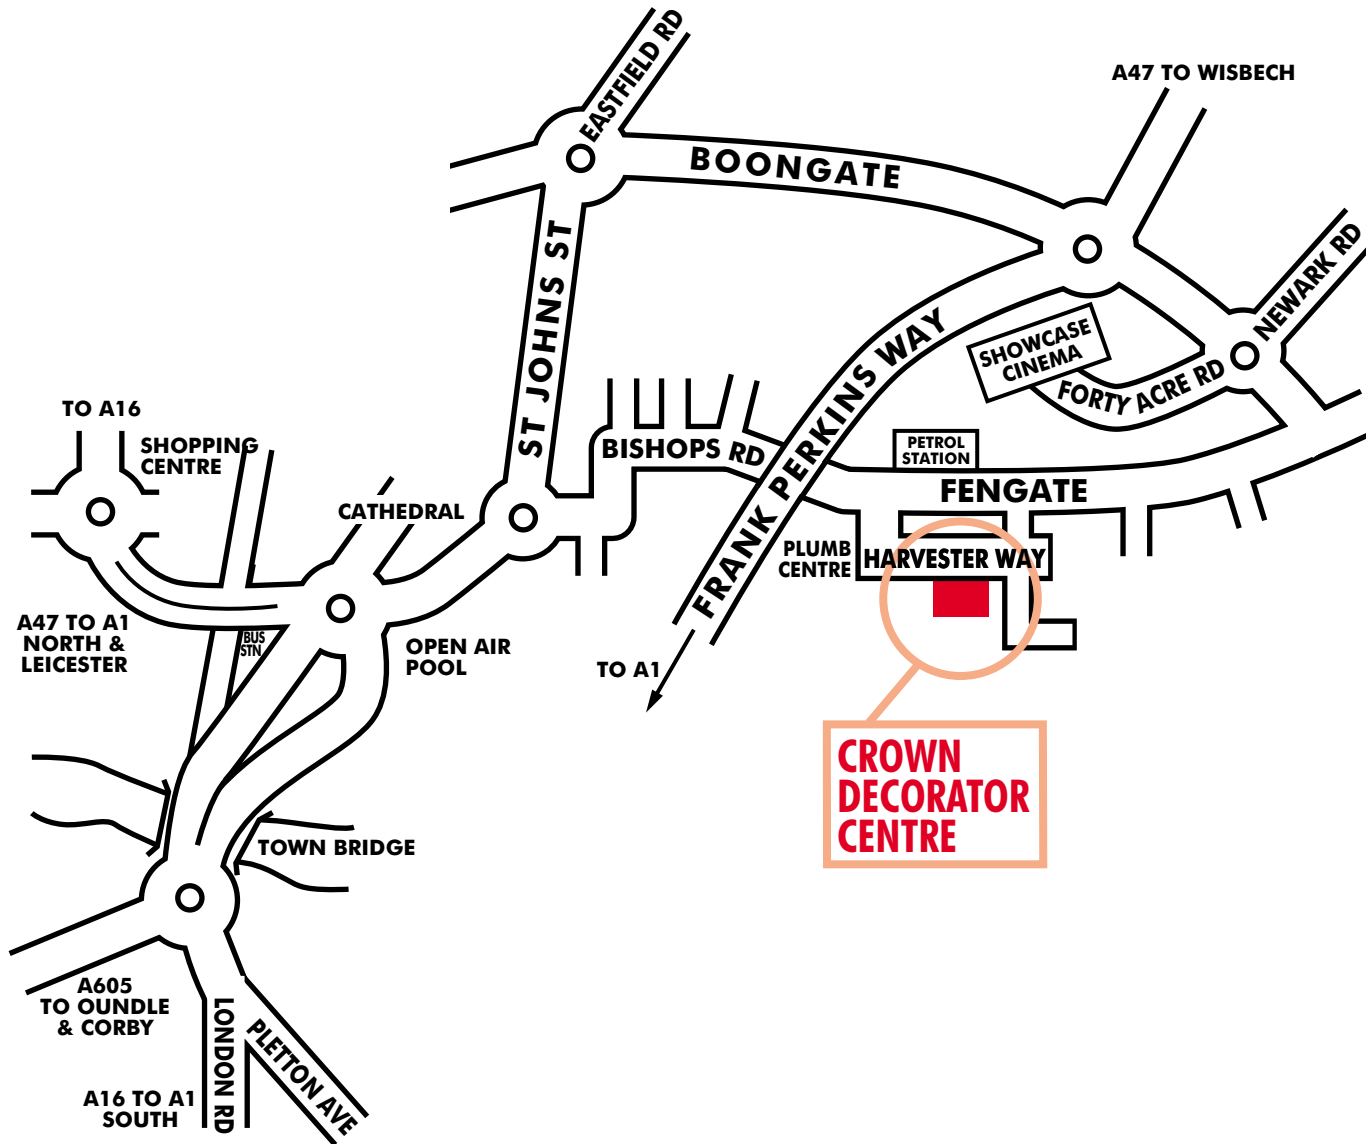 EASTFIELD RD
A47 TO WISBECH
BOONGATE
NEWARK RD
ST JOHNS ST
FRANK PERKINS WAY
SHOWCASE
CINEMA
FORTY ACRE RD
TO A16
SHOPPING
CENTRE
BISHOPS RD
PETROL
STATION
FENGATE
CATHEDRAL
PLUMB
CENTRE
HARVESTER WAY
A47 TO A1
NORTH &
LEICESTER
BUS
STN
OPEN AIR
POOL
TO A1
CROWN
DECORATOR
CENTRE
TOWN BRIDGE
A605
TO OUNDLE
& CORBY
LONDON RD
PLETTON AVE
A16 TO A1
SOUTH